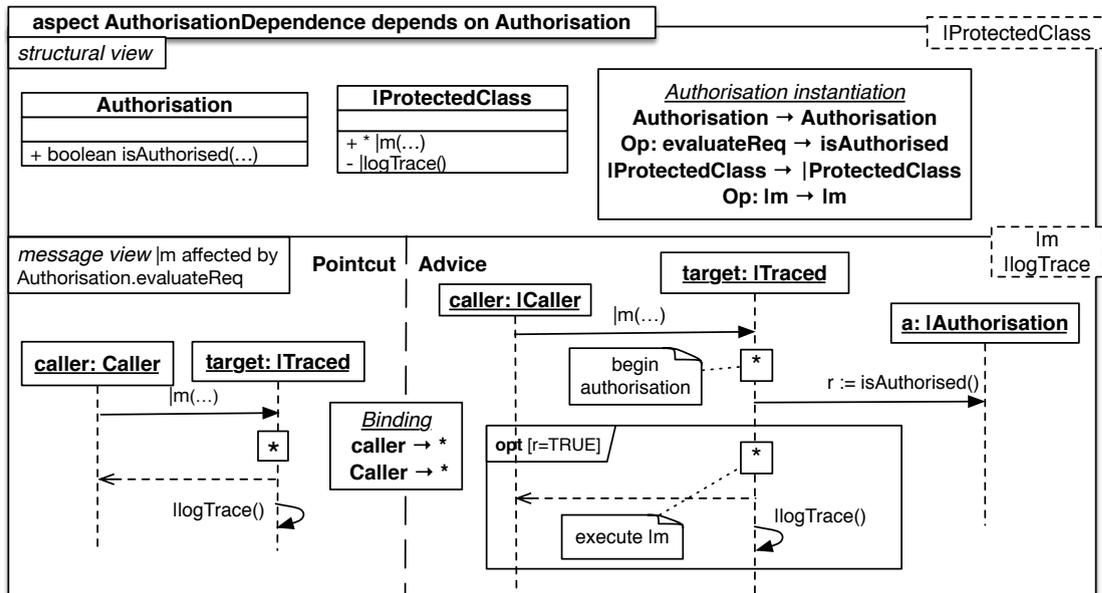 aspect AuthorisationDependence depends on Authorisation
|ProtectedClass
structural view
Authorisation
+ boolean isAuthorised(…)
|ProtectedClass
+ * |m(…)
- |logTrace()
Authorisation instantiation
Authorisation → Authorisation
Op: evaluateReq → isAuthorised
|ProtectedClass → |ProtectedClass
Op: |m → |m
message view |m affected by
Authorisation.evaluateReq
|m
|logTrace
Pointcut
Advice
caller: Caller
target: |Traced
|m(…)
*
|logTrace()
Binding
caller → *
Caller → *
caller: |Caller
target: |Traced
a: |Authorisation
|m(…)
begin
authorisation
*
r := isAuthorised()
opt [r=TRUE]
*
execute |m
|logTrace()